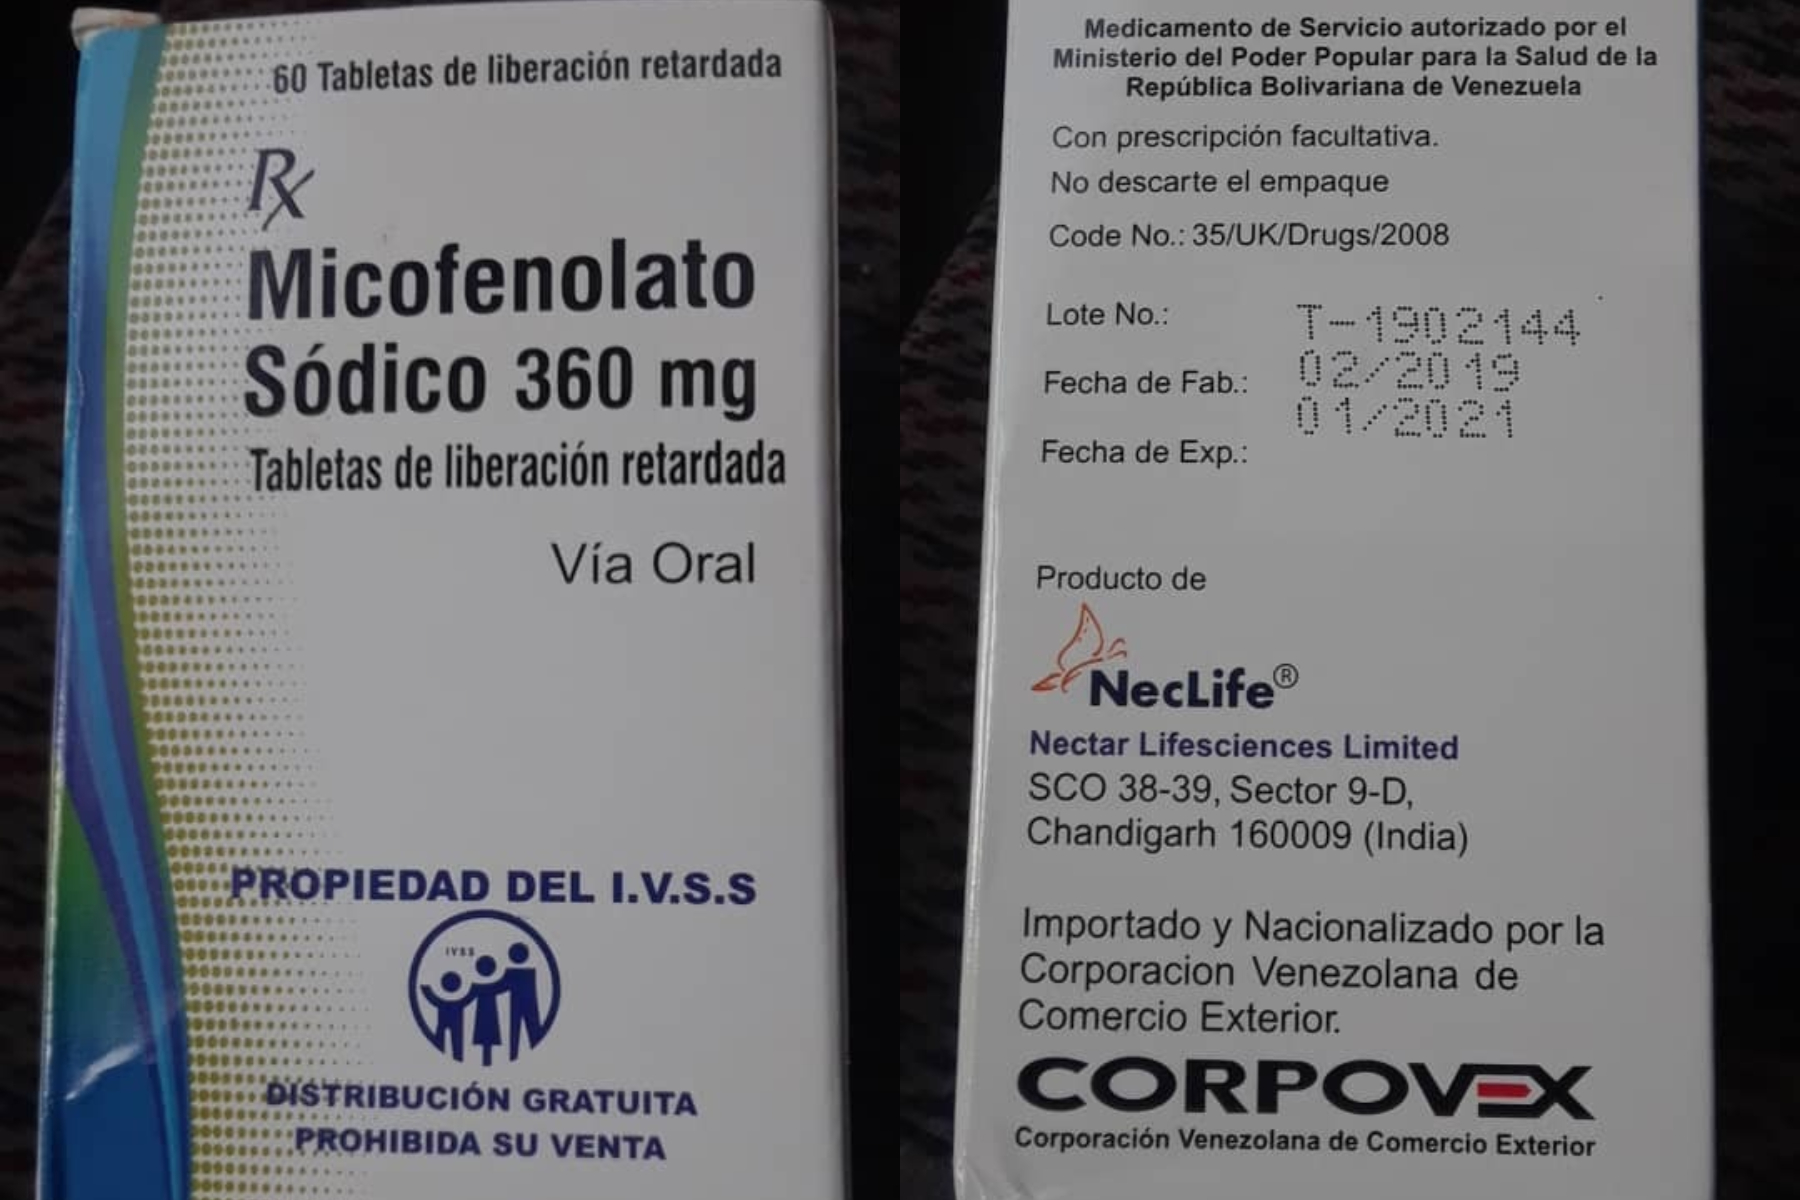 60 Tabletas de liberación retardada
Rx
Micofenolato
Sódico 360 mg
Tabletas de liberación retardada
Vía Oral
PROPIEDAD DEL I.V.S.S
IVSS
DISTRIBUCIÓN GRATUITA
PROHIBIDA SU VENTA
Medicamento de Servicio autorizado por el
Ministerio del Poder Popular para la Salud de la
República Bolivariana de Venezuela
Con prescripción facultativa.
No descarte el empaque
Code No.: 35/UK/Drugs/2008
Lote No.: T-1902144
Fecha de Fab.: 02/2019
Fecha de Exp.: 01/2021
Producto de
NecLife®
Nectar Lifesciences Limited
SCO 38-39, Sector 9-D,
Chandigarh 160009 (India)
Importado y Nacionalizado por la
Corporacion Venezolana de
Comercio Exterior.
CORPOVEX
Corporación Venezolana de Comercio Exterior